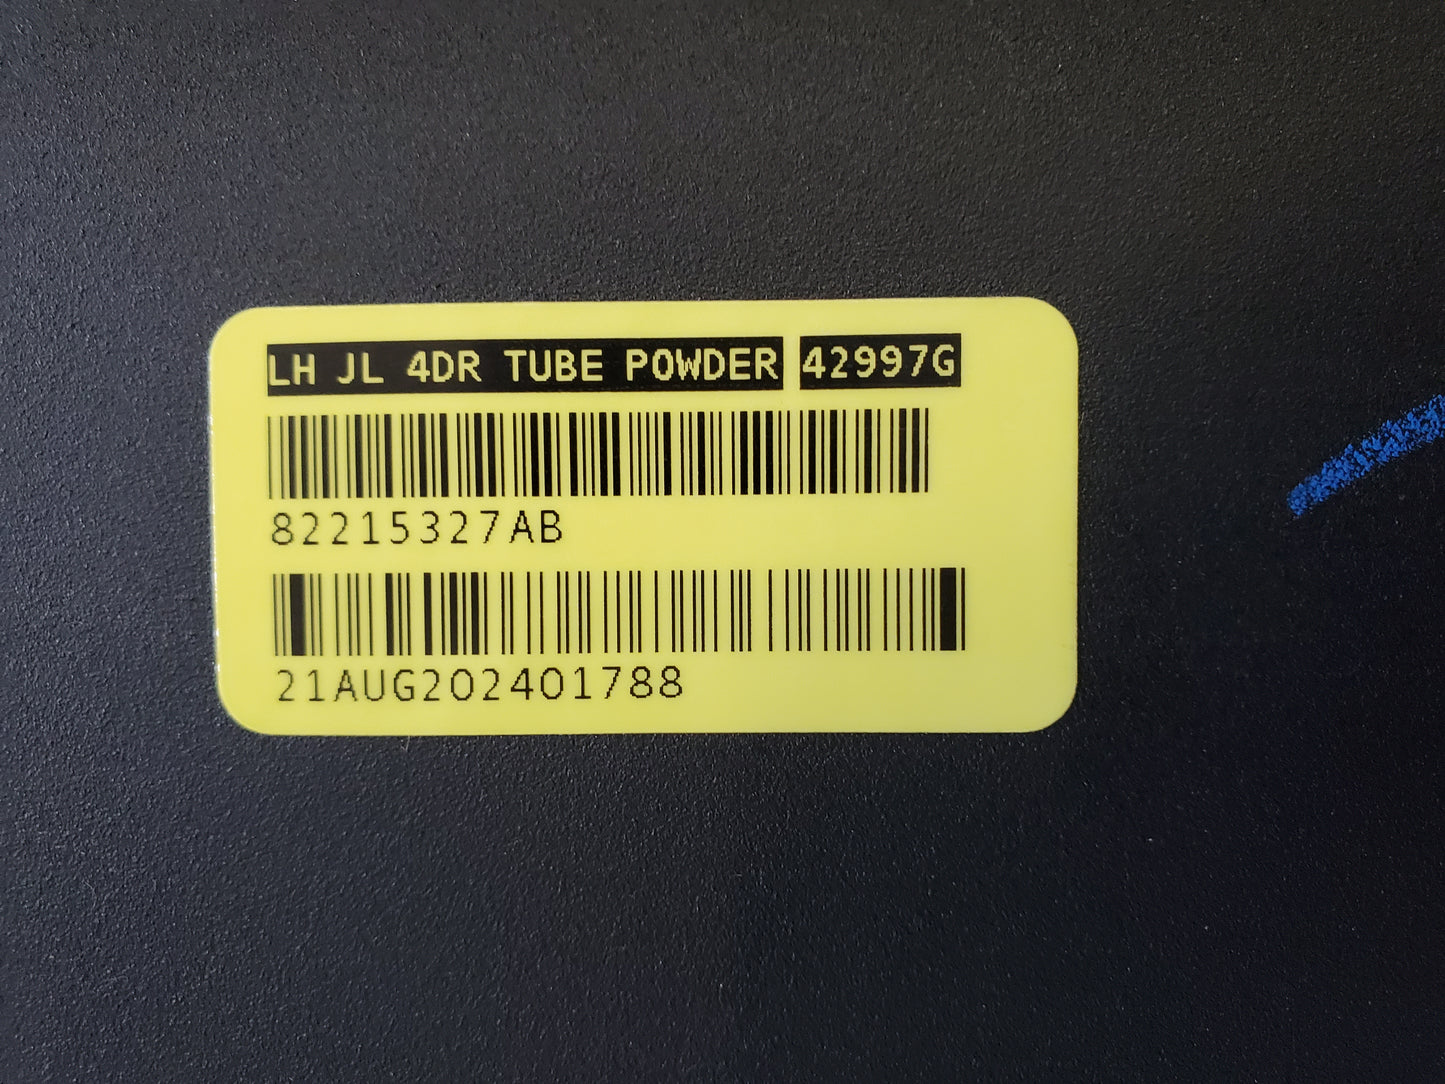 LH JL 4DR TUBE POWDER 42997G
82215327AB
21AUG202401788